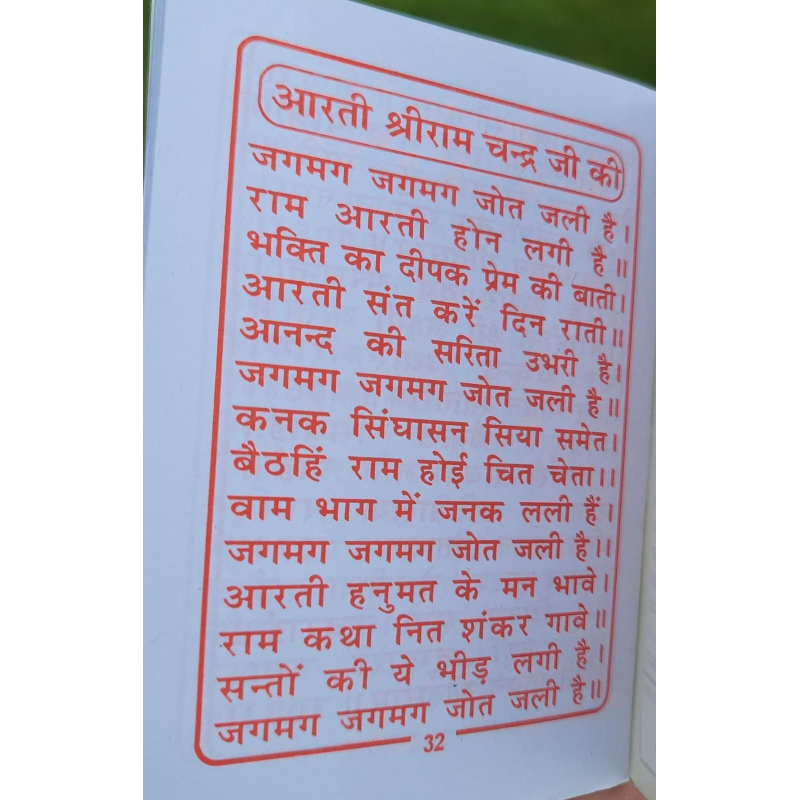 आरती श्रीराम चन्द्र जी की
जगमग जगमग जोत जली है।
राम आरती होन लगी है॥
भक्ति का दीपक प्रेम की बाती।
आरती संत करें दिन राती॥
आनन्द की सरिता उभरी है।
जगमग जगमग जोत जली है॥
कनक सिंघासन सिया समेत।
बैठहिं राम होई चित चेता।।
वाम भाग में जनक लली हैं।
जगमग जगमग जोत जली है।।
आरती हनुमत के मन भावे।
राम कथा नित शंकर गावे॥
सन्तों की ये भीड़ लगी है।
जगमग जगमग जोत जली है॥
32